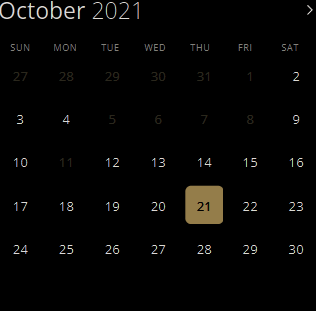 October 2021
SUN MON TUE WED THU FRI SAT
27 28 29 30 31 1 2
3 4 5 6 7 8 9
10 11 12 13 14 15 16
17 18 19 20 21 22 23
24 25 26 27 28 29 30